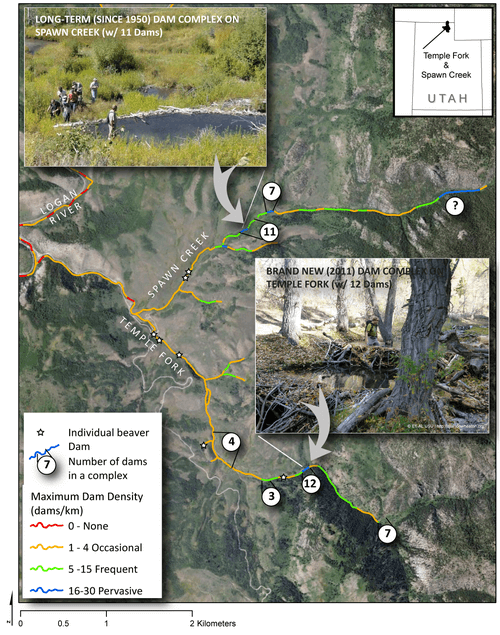 LONG-TERM (SINCE 1950) DAM COMPLEX ON
SPAWN CREEK (w/ 11 Dams)
Temple Fork
&
Spawn Creek
UTAH
LOGAN
RIVER
7
?
11
SPAWN CREEK
BRAND NEW (2011) DAM COMPLEX ON
TEMPLE FORK (w/ 12 Dams)
TEMPLE FORK
4
12
3
7
Individual beaver
Dam
7
Number of dams
in a complex
Maximum Dam Density
(dams/km)
0 - None
1 - 4 Occasional
5 -15 Frequent
16-30 Pervasive
0 0.5 1 2 Kilometers